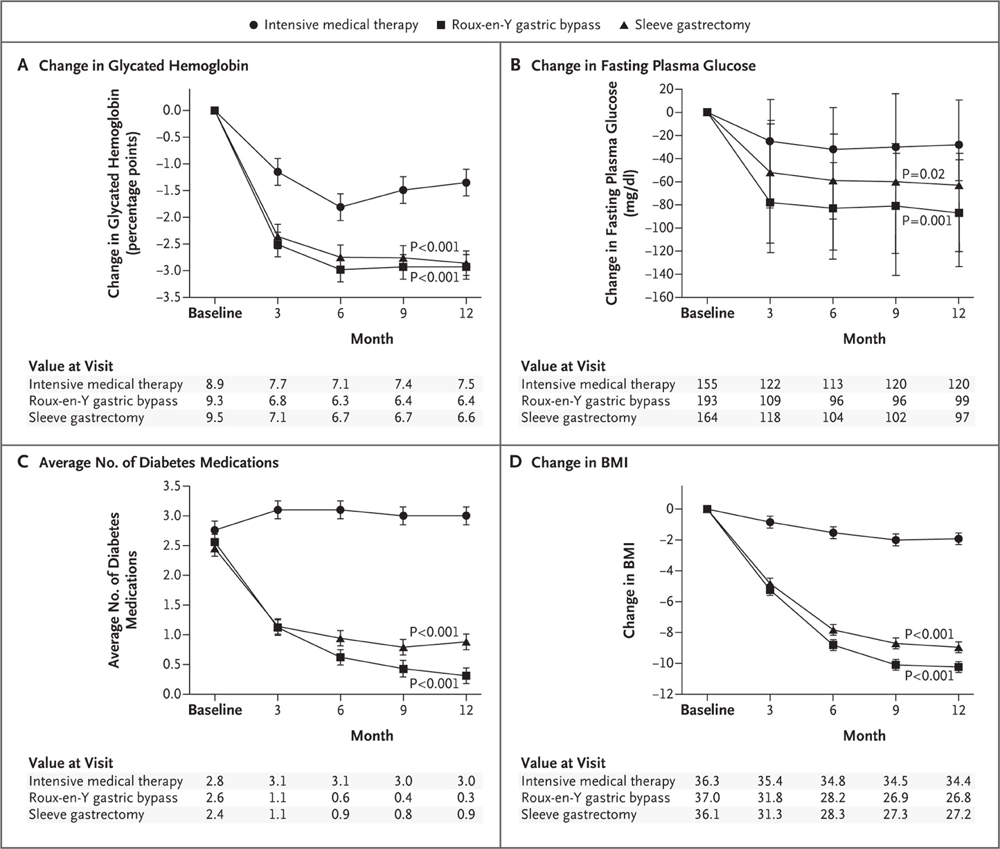 Intensive medical therapy Roux-en-Y gastric bypass Sleeve gastrectomy
A Change in Glycated Hemoglobin
Change in Glycated Hemoglobin
(percentage points)
0.0
–0.5
–1.0
–1.5
–2.0
–2.5
–3.0
–3.5
P<0.001
P<0.001
Baseline 3 6 9 12
Month
Value at Visit
Intensive medical therapy 8.9 7.7 7.1 7.4 7.5
Roux-en-Y gastric bypass 9.3 6.8 6.3 6.4 6.4
Sleeve gastrectomy 9.5 7.1 6.7 6.7 6.6
B Change in Fasting Plasma Glucose
Change in Fasting Plasma Glucose
(mg/dl)
20
0
–20
–40
–60
–80
–100
–120
–140
–160
P=0.02
P=0.001
Baseline 3 6 9 12
Month
Value at Visit
Intensive medical therapy 155 122 113 120 120
Roux-en-Y gastric bypass 193 109 96 96 99
Sleeve gastrectomy 164 118 104 102 97
C Average No. of Diabetes Medications
Average No. of Diabetes
Medications
3.5
3.0
2.5
2.0
1.5
1.0
0.5
0.0
P<0.001
P<0.001
Baseline 3 6 9 12
Month
Value at Visit
Intensive medical therapy 2.8 3.1 3.1 3.0 3.0
Roux-en-Y gastric bypass 2.6 1.1 0.6 0.4 0.3
Sleeve gastrectomy 2.4 1.1 0.9 0.8 0.9
D Change in BMI
Change in BMI
0
–2
–4
–6
–8
–10
–12
P<0.001
P<0.001
Baseline 3 6 9 12
Month
Value at Visit
Intensive medical therapy 36.3 35.4 34.8 34.5 34.4
Roux-en-Y gastric bypass 37.0 31.8 28.2 26.9 26.8
Sleeve gastrectomy 36.1 31.3 28.3 27.3 27.2